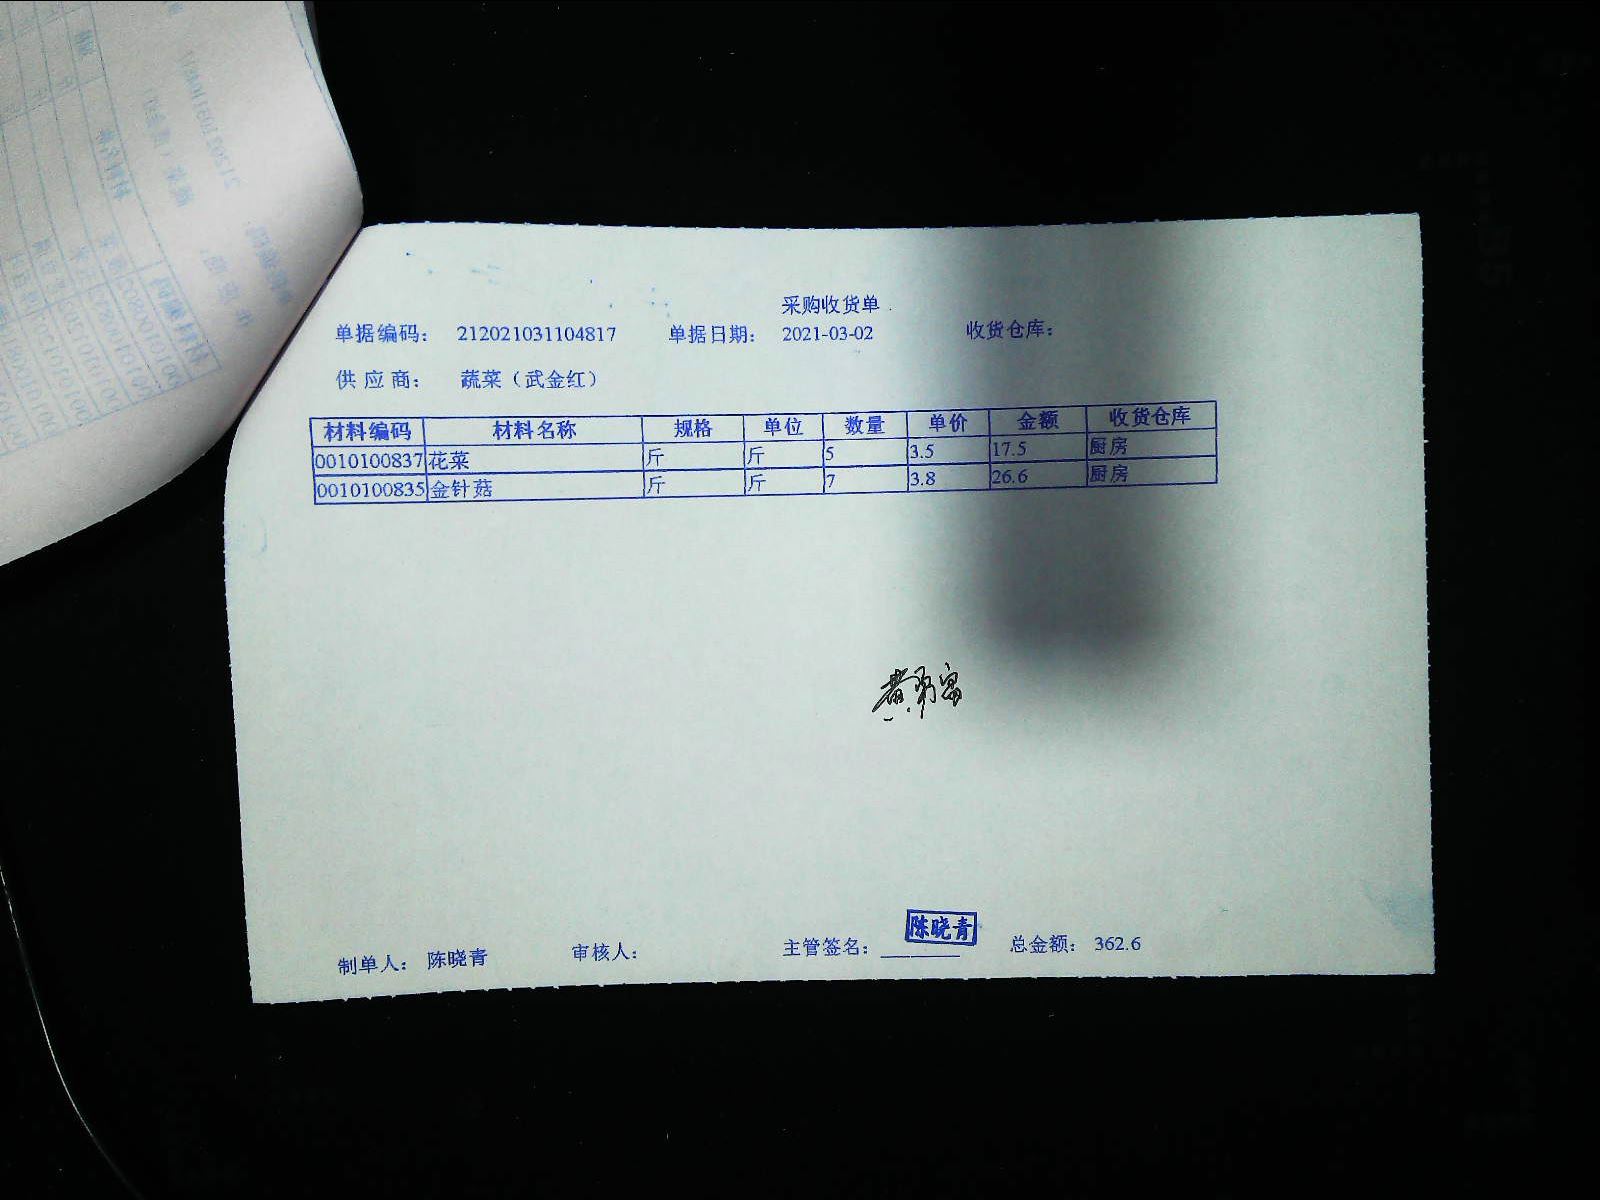 采购收货单
单据编码： 212021031104817 单据日期： 2021-03-02 收货仓库：
供 应 商： 蔬菜（武金红）
材料编码 材料名称 规格 单位 数量 单价 金额 收货仓库
0010100837 花菜 斤 斤 5 3.5 17.5 厨房
0010100835 金针菇 斤 斤 7 3.8 26.6 厨房
陈晓青
制单人： 陈晓青 审核人： 主管签名： 总金额： 362.6